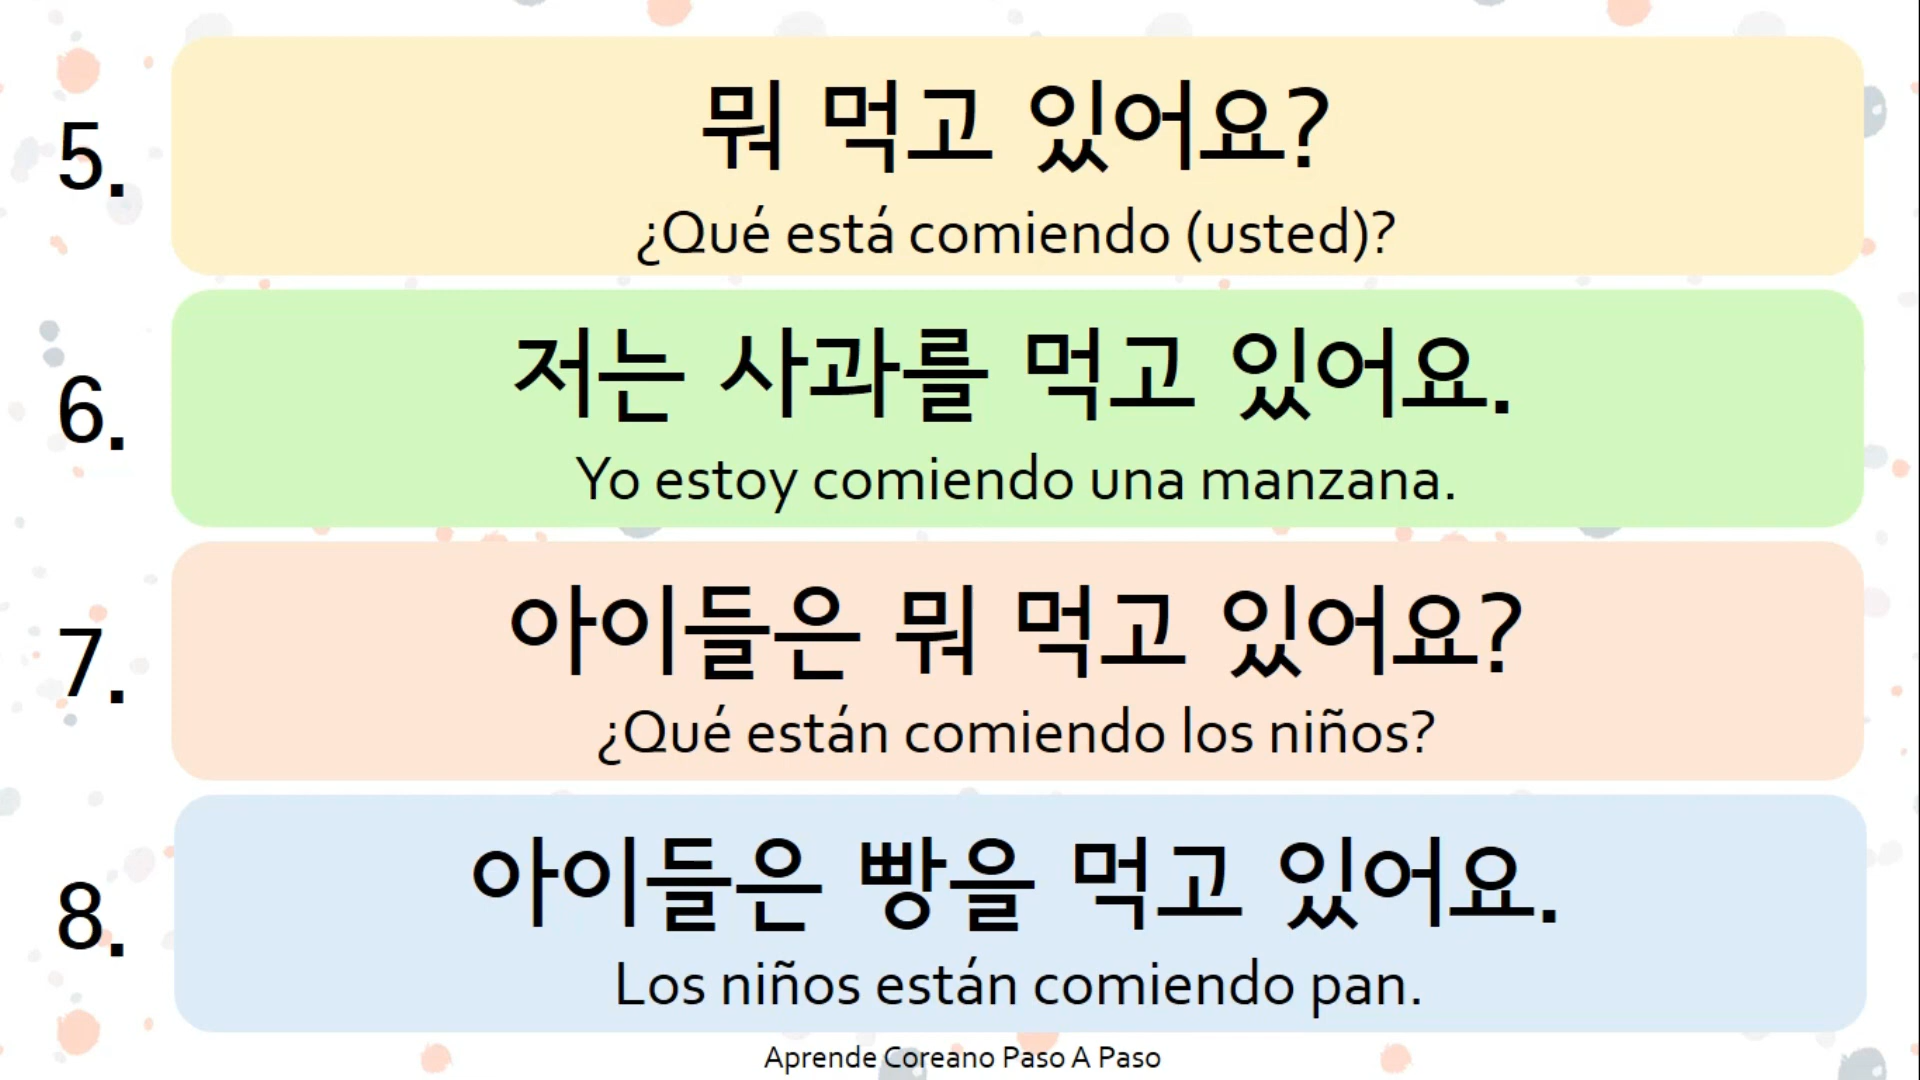 5.
뭐 먹고 있어요?
¿Qué está comiendo (usted)?
6.
저는 사과를 먹고 있어요.
Yo estoy comiendo una manzana.
7.
아이들은 뭐 먹고 있어요?
¿Qué están comiendo los niños?
8.
아이들은 빵을 먹고 있어요.
Los niños están comiendo pan.
Aprende Coreano Paso A Paso